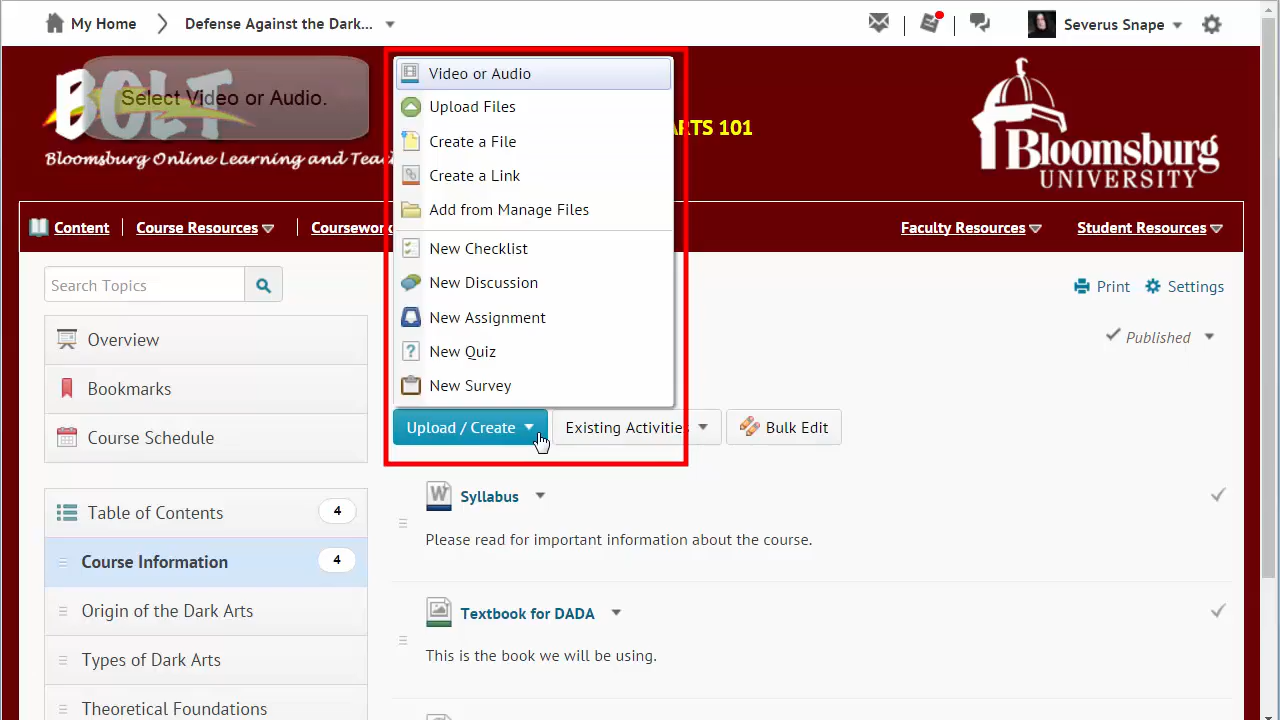 My Home
Defense Against the Dark...
Severus Snape
BOLT
Select Video or Audio.
Bloomsburg Online Learning and Teac
ARTS 101
Bloomsburg
UNIVERSITY
Content
Course Resources
Coursework
Faculty Resources
Student Resources
Video or Audio
Upload Files
Create a File
Create a Link
Add from Manage Files
New Checklist
New Discussion
New Assignment
New Quiz
New Survey
Search Topics
Print
Settings
Overview
Published
Bookmarks
Course Schedule
Upload / Create
Existing Activities
Bulk Edit
Table of Contents 4
Course Information 4
Origin of the Dark Arts
Types of Dark Arts
Theoretical Foundations
W Syllabus
Please read for important information about the course.
Textbook for DADA
This is the book we will be using.